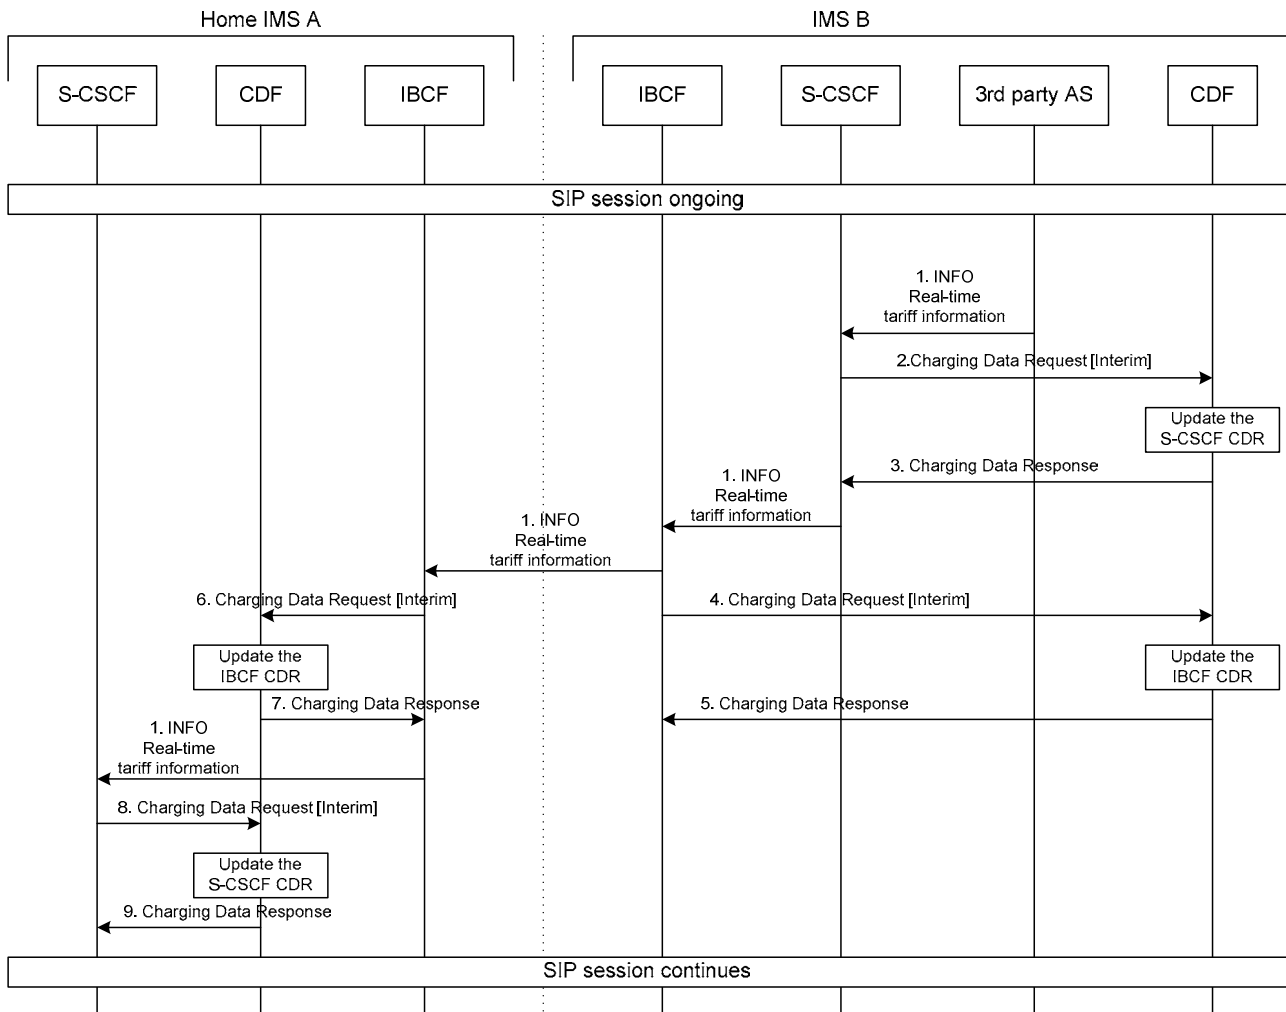 Home IMS A
IMS B
S-CSCF
CDF
IBCF
IBCF
S-CSCF
3rd party AS
CDF
SIP session ongoing
1. INFO
Real-time
tariff information
2.Charging Data Request [Interim]
Update the
S-CSCF CDR
3. Charging Data Response
1. INFO
Real-time
tariff information
1. INFO
Real-time
tariff information
6. Charging Data Request [Interim]
4. Charging Data Request [Interim]
Update the
IBCF CDR
Update the
IBCF CDR
7. Charging Data Response
5. Charging Data Response
1. INFO
Real-time
tariff information
8. Charging Data Request [Interim]
Update the
S-CSCF CDR
9. Charging Data Response
SIP session continues